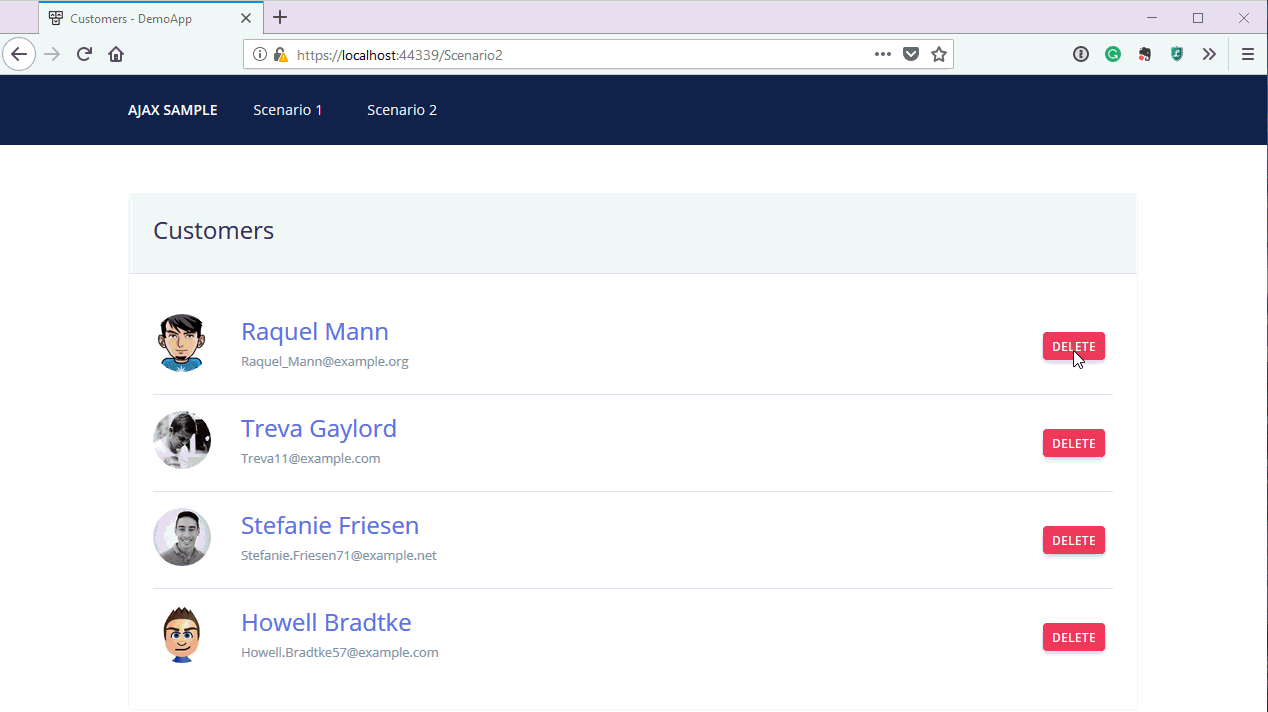 Customers - DemoApp
https://localhost:44339/Scenario2
AJAX SAMPLE Scenario 1 Scenario 2
Customers
Raquel Mann
Raquel_Mann@example.org
DELETE
Treva Gaylord
Treva11@example.com
DELETE
Stefanie Friesen
Stefanie.Friesen71@example.net
DELETE
Howell Bradtke
Howell.Bradtke57@example.com
DELETE